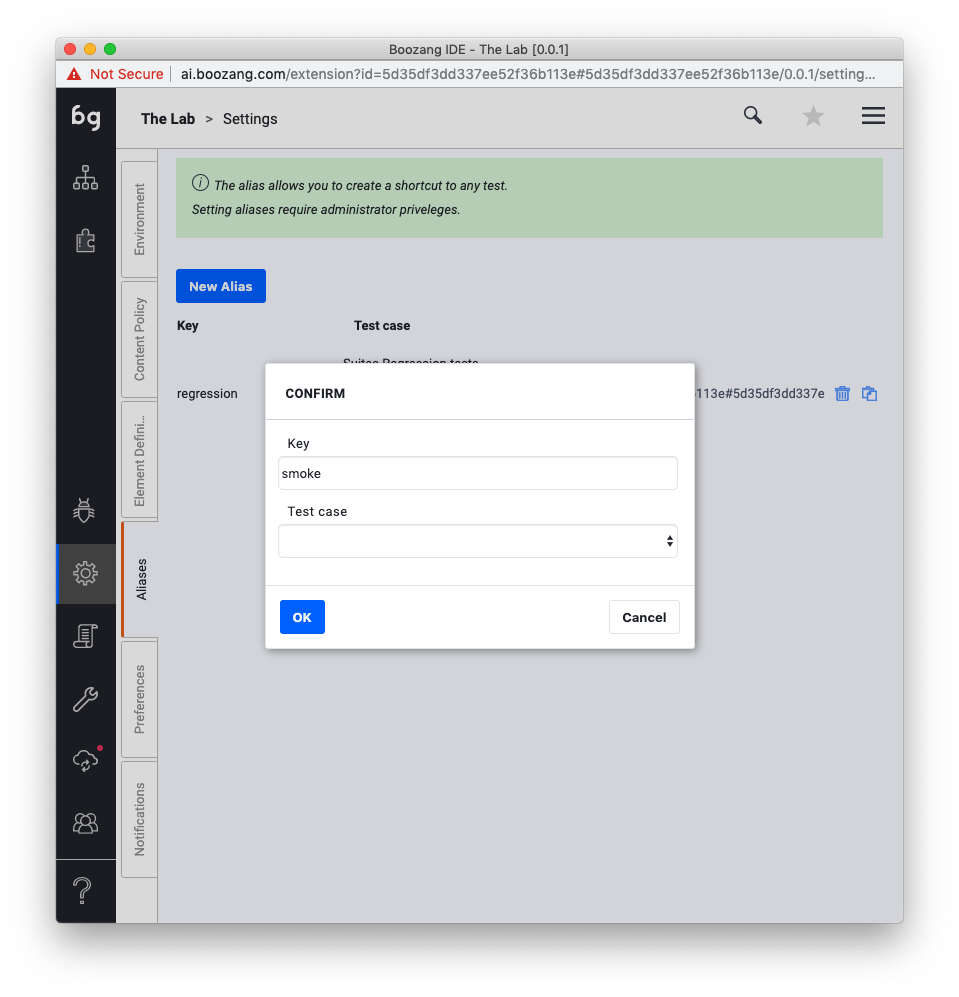 Boozang IDE - The Lab [0.0.1]
Not Secure | ai.boozang.com/extension?id=5d35df3dd337ee52f36b113e#5d35df3dd337ee52f36b113e/0.0.1/setting...
bg
The Lab > Settings
The alias allows you to create a shortcut to any test.
Setting aliases require administrator priveleges.
Environment
Content Policy
Element Defini...
Aliases
Preferences
Notifications
New Alias
Key Test case
Suites Regression tests
regression
113e#5d35df3dd337e
CONFIRM
Key
smoke
Test case
OK Cancel